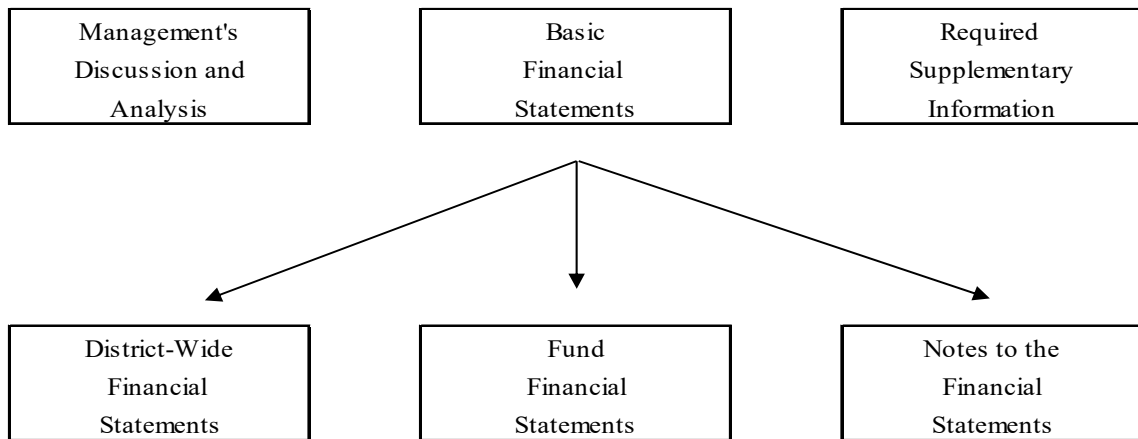 Management's
Discussion and
Analysis
Basic
Financial
Statements
Required
Supplementary
Information
District-Wide
Financial
Statements
Fund
Financial
Statements
Notes to the
Financial
Statements